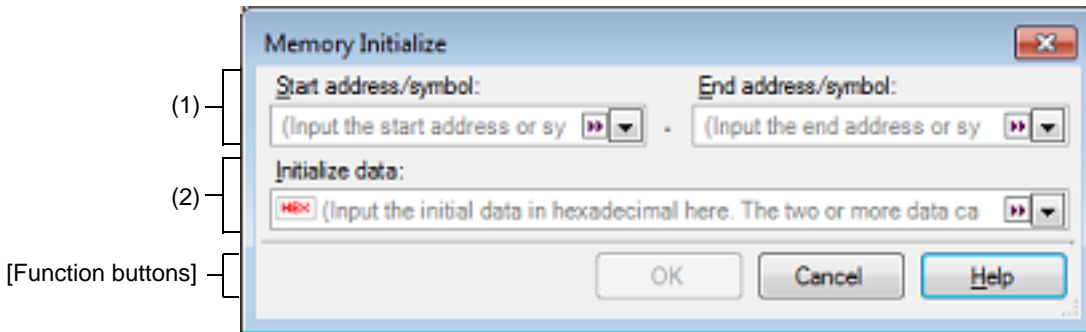 Memory Initialize
(1)
Start address/symbol:
End address/symbol:
(Input the start address or sy
-
(Input the end address or sy
(2)
Initialize data:
HEX (Input the initial data in hexadecimal here. The two or more data ca
[Function buttons]
OK
Cancel
Help